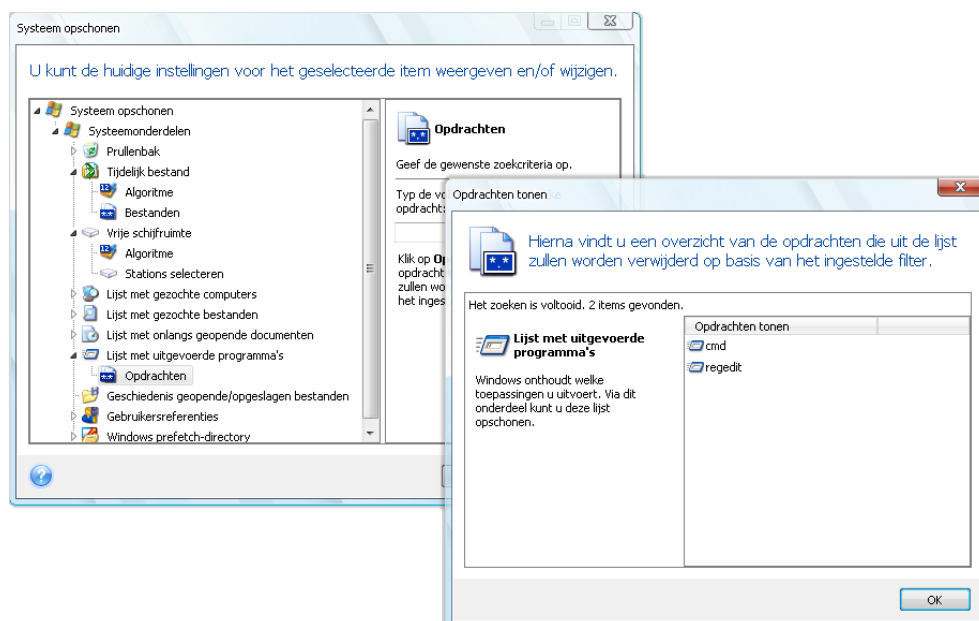 Systeem opschonen
U kunt de huidige instellingen voor het geselecteerde item weergeven en/of wijzigen.
Systeem opschonen
Systeemonderdelen
Prullenbak
Tijdelijk bestand
Algoritme
Bestanden
Vrije schijfruimte
Algoritme
Stations selecteren
Lijst met gezochte computers
Lijst met gezochte bestanden
Lijst met onlangs geopende documenten
Lijst met uitgevoerde programma's
Opdrachten
Geschiedenis geopende/opgeslagen bestanden
Gebruikersreferenties
Windows prefetch-directory
Opdrachten
Geef de gewenste zoekcriteria op.
Typ de
opdracht:
Klik op
opdracht
zullen
het
Opdrachten tonen
Hierna vindt u een overzicht van de opdrachten die uit de lijst
zullen worden verwijderd op basis van het ingestelde filter.
Het zoeken is voltooid. 2 items gevonden.
Lijst met uitgevoerde
programma's
Windows onthoudt welke
toepassingen u uitvoert. Via dit
onderdeel kunt u deze lijst
opschonen.
Opdrachten tonen
cmd
regedit
OK